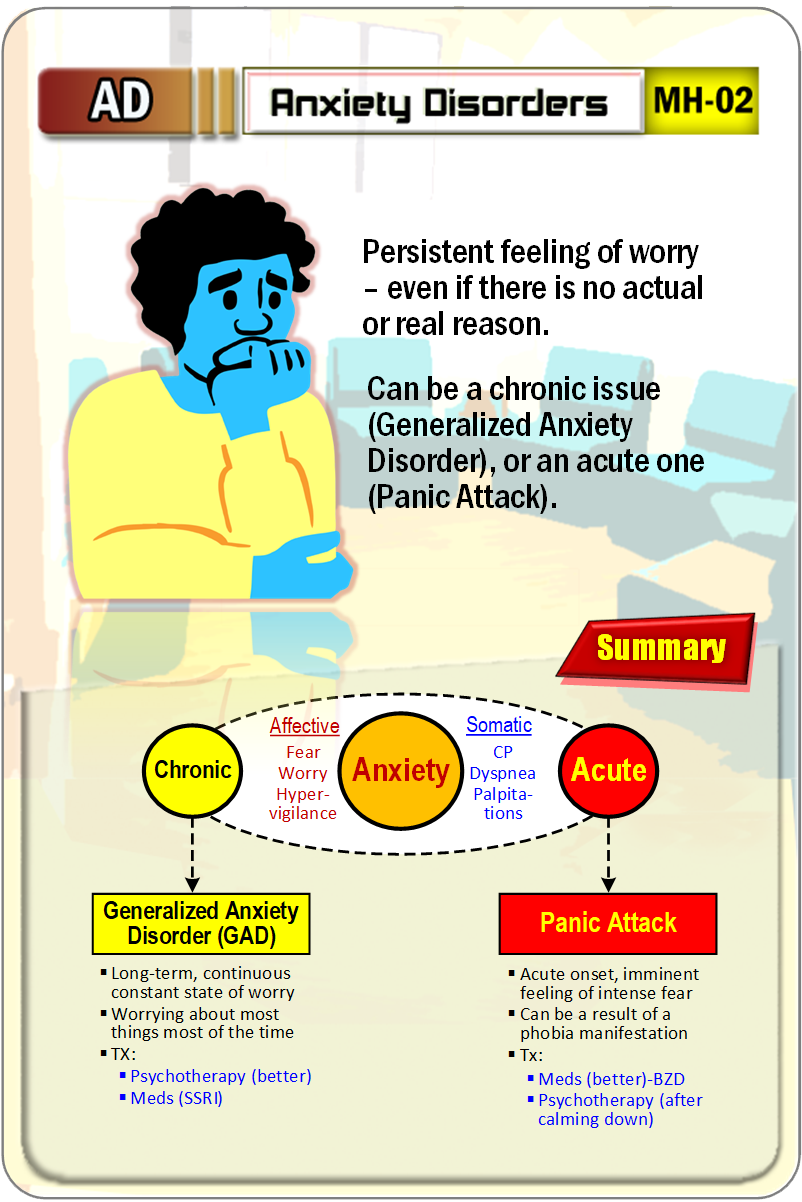 AD
Anxiety Disorders
MH-02
Persistent feeling of worry
– even if there is no actual
or real reason.
Can be a chronic issue
(Generalized Anxiety
Disorder), or an acute one
(Panic Attack).
Summary
Chronic
Affective
Fear
Worry
Hyper-
vigilance
Anxiety
Somatic
CP
Dyspnea
Palpita-
tions
Acute
Generalized Anxiety
Disorder (GAD)
▪ Long-term, continuous
constant state of worry
▪ Worrying about most
things most of the time
▪ TX:
▪ Psychotherapy (better)
▪ Meds (SSRI)
Panic Attack
▪ Acute onset, imminent
feeling of intense fear
▪ Can be a result of a
phobia manifestation
▪ Tx:
▪ Meds (better)-BZD
▪ Psychotherapy (after
calming down)